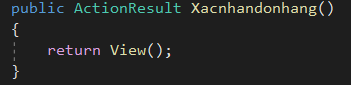 public ActionResult Xacnhandonhang()
{
    return View();
}